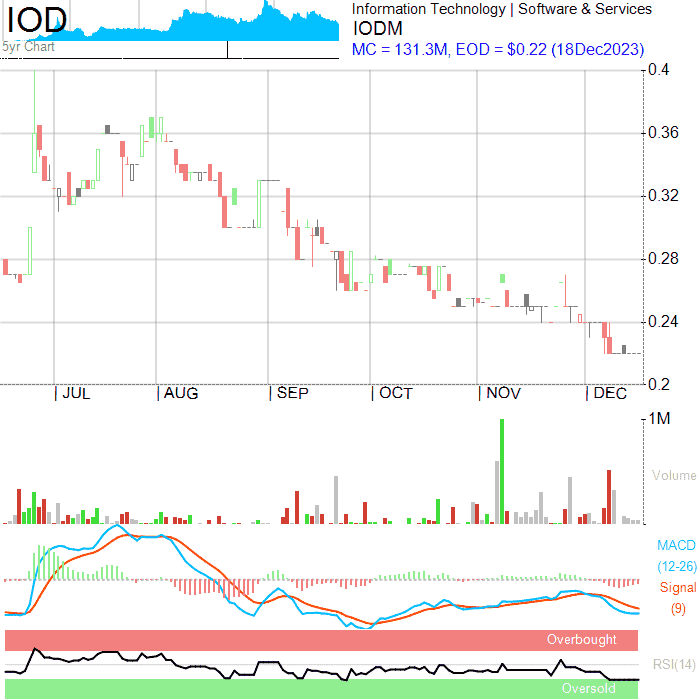 IOD
Information Technology | Software & Services
IODM
5yr Chart
MC = 131.3M, EOD = $0.22 (18Dec2023)
0.4
0.36
0.32
0.28
0.24
0.2
JUL AUG SEP OCT NOV DEC
1M
Volume
MACD
(12-26)
Signal
(9)
Overbought
RSI(14)
Oversold